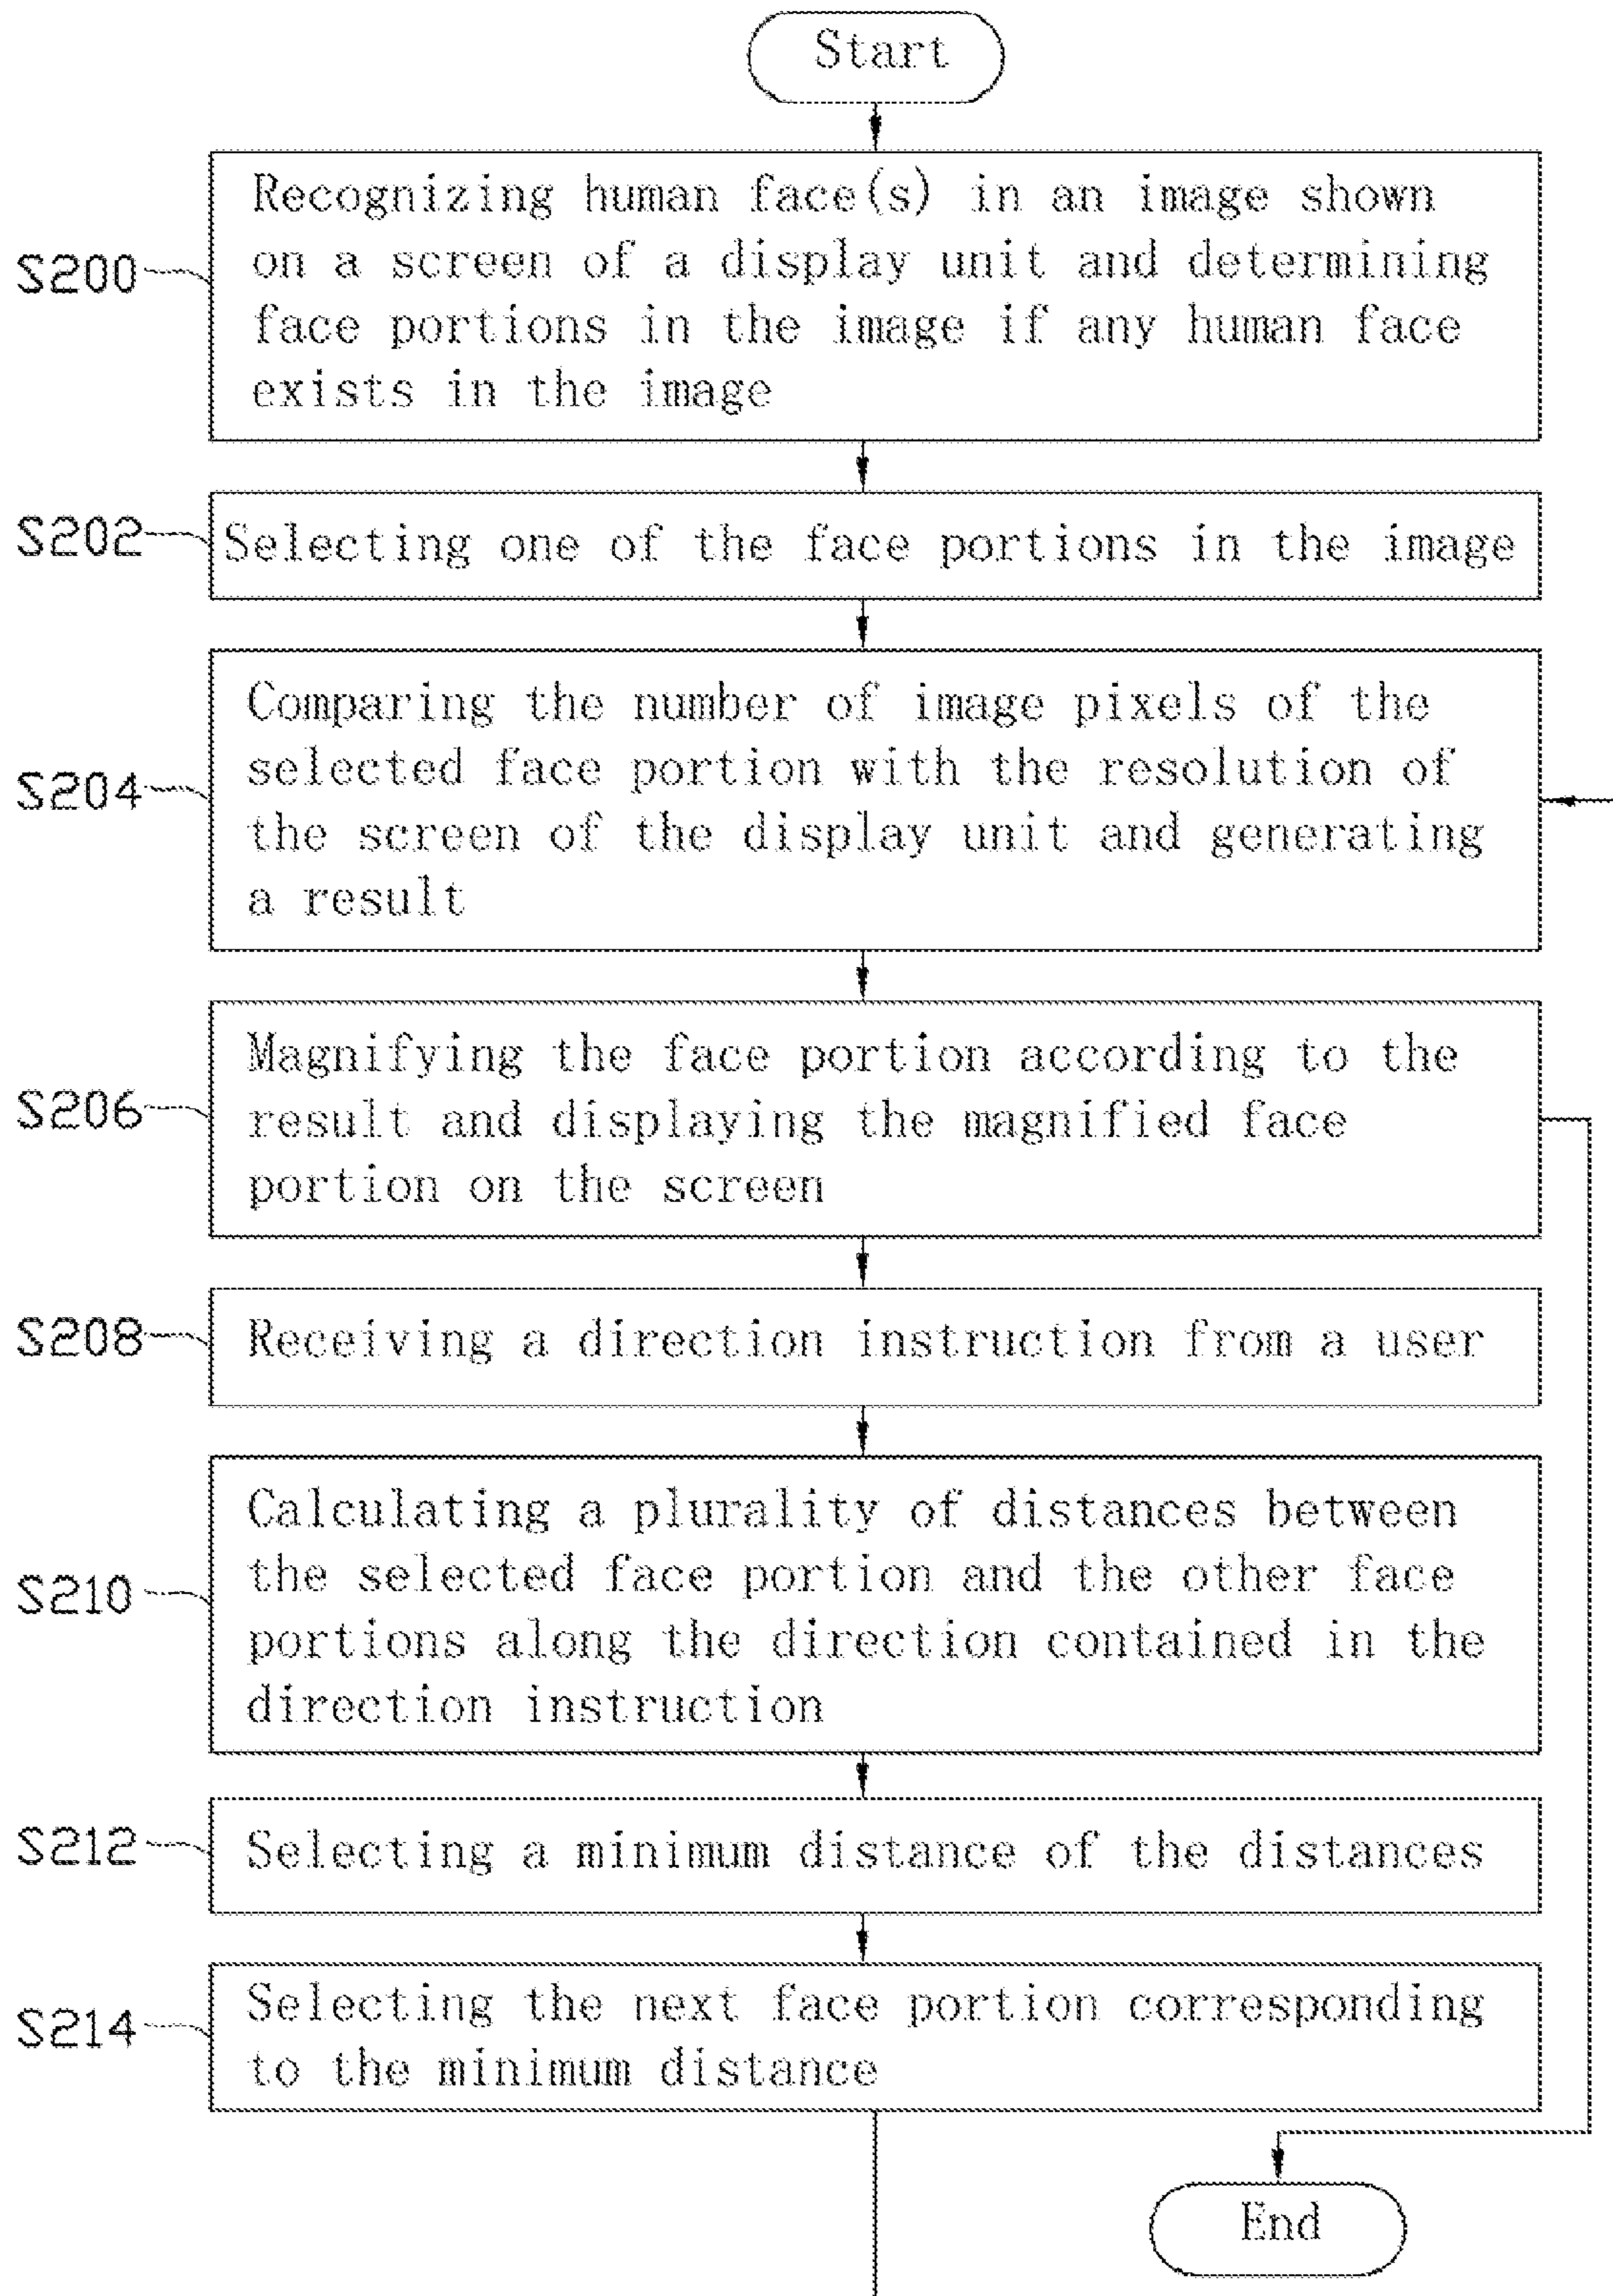 Start
S200
Recognizing human face(s) in an image shown
on a screen of a display unit and determining
face portions in the image if any human face
exists in the image
S202
Selecting one of the face portions in the image
S204
Comparing the number of image pixels of the
selected face portion with the resolution of
the screen of the display unit and generating
a result
S206
Magnifying the face portion according to the
result and displaying the magnified face
portion on the screen
S208
Receiving a direction instruction from a user
S210
Calculating a plurality of distances between
the selected face portion and the other face
portions along the direction contained in the
direction instruction
S212
Selecting a minimum distance of the distances
S214
Selecting the next face portion corresponding
to the minimum distance
End